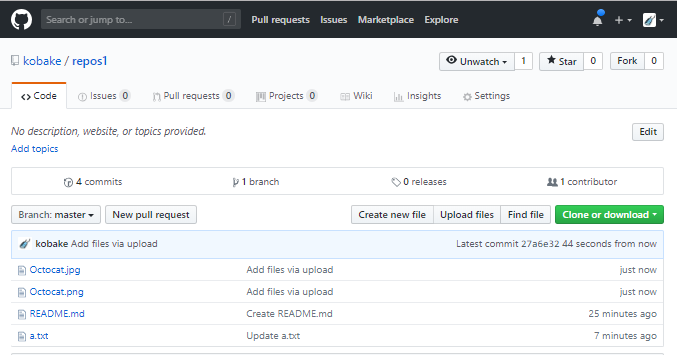 Search or jump to... / Pull requests Issues Marketplace Explore
kobake / repos1 Unwatch 1 Star 0 Fork 0
Code Issues 0 Pull requests 0 Projects 0 Wiki Insights Settings
No description, website, or topics provided. Edit
Add topics
4 commits 1 branch 0 releases 1 contributor
Branch: master New pull request Create new file Upload files Find file Clone or download
kobake Add files via upload Latest commit 27a6e32 44 seconds from now
Octocat.jpg Add files via upload just now
Octocat.png Add files via upload just now
README.md Create README.md 25 minutes ago
a.txt Update a.txt 7 minutes ago